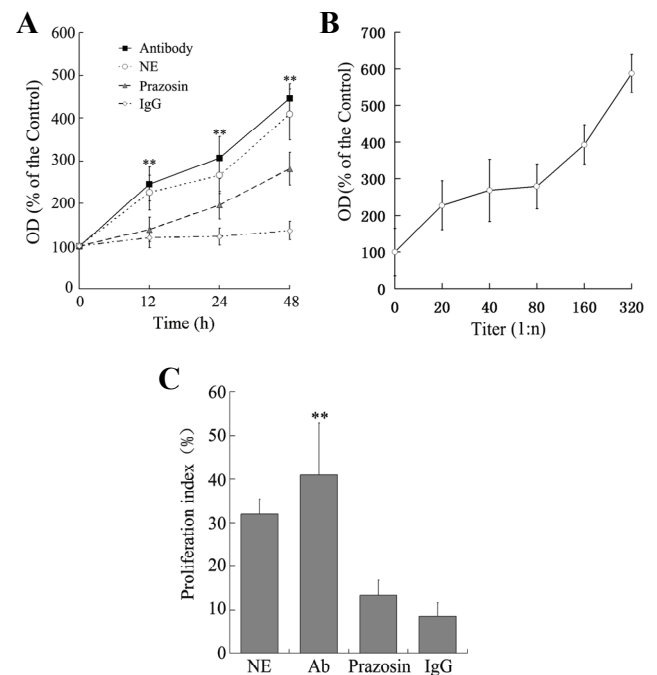 A
OD (% of the Control)
600
500
400
300
200
100
0
Antibody
NE
Prazosin
IgG
**
**
**
0 12 24 48
Time (h)
B
OD (% of the Control)
700
600
500
400
300
200
100
0
0 20 40 80 160 320
Titer (1:n)
C
Proliferation index (%)
60
50
40
30
20
10
0
**
NE Ab Prazosin IgG